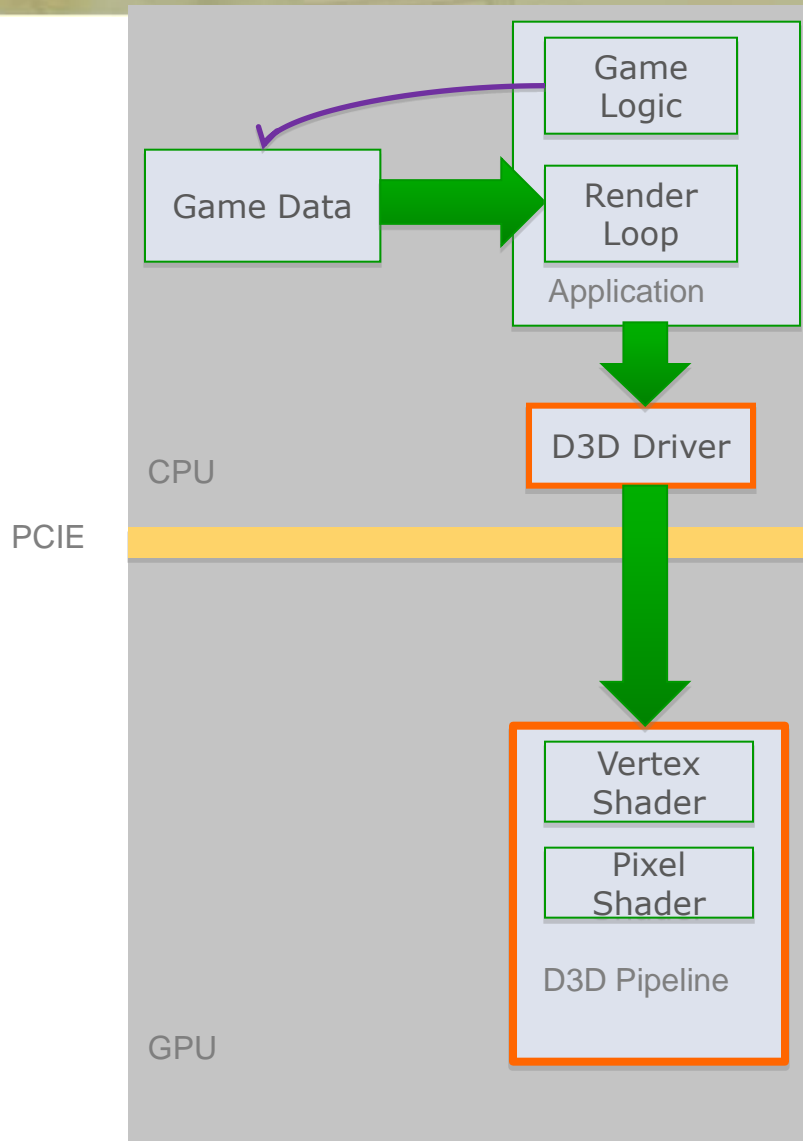 Game
Logic
Game Data
Render
Loop
Application
D3D Driver
CPU
PCIE
Vertex
Shader
Pixel
Shader
D3D Pipeline
GPU